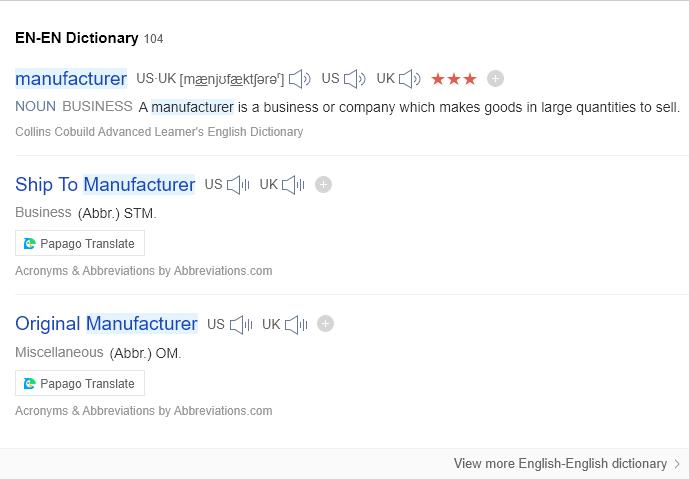 EN-EN Dictionary 104
manufacturer US·UK [mænjʊfæktʃərəʳ] US UK ★★★
NOUN BUSINESS A manufacturer is a business or company which makes goods in large quantities to sell.
Collins Cobuild Advanced Learner's English Dictionary
Ship To Manufacturer US UK
Business (Abbr.) STM.
Papago Translate
Acronyms & Abbreviations by Abbreviations.com
Original Manufacturer US UK
Miscellaneous (Abbr.) OM.
Papago Translate
Acronyms & Abbreviations by Abbreviations.com
View more English-English dictionary